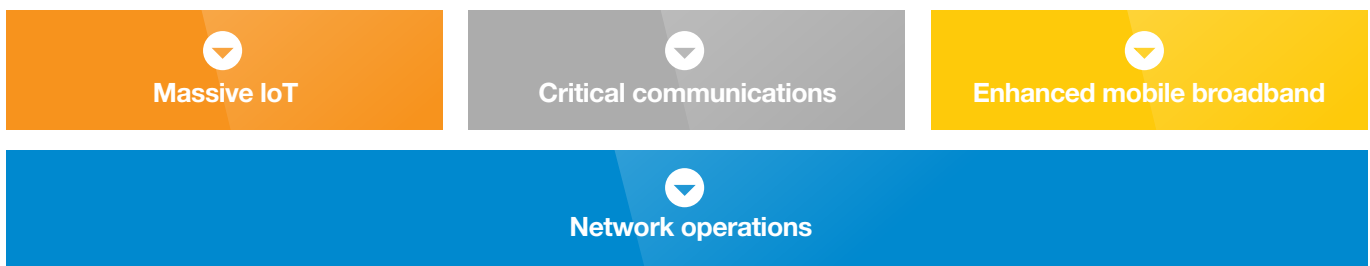 Massive IoT
Critical communications
Enhanced mobile broadband
Network operations